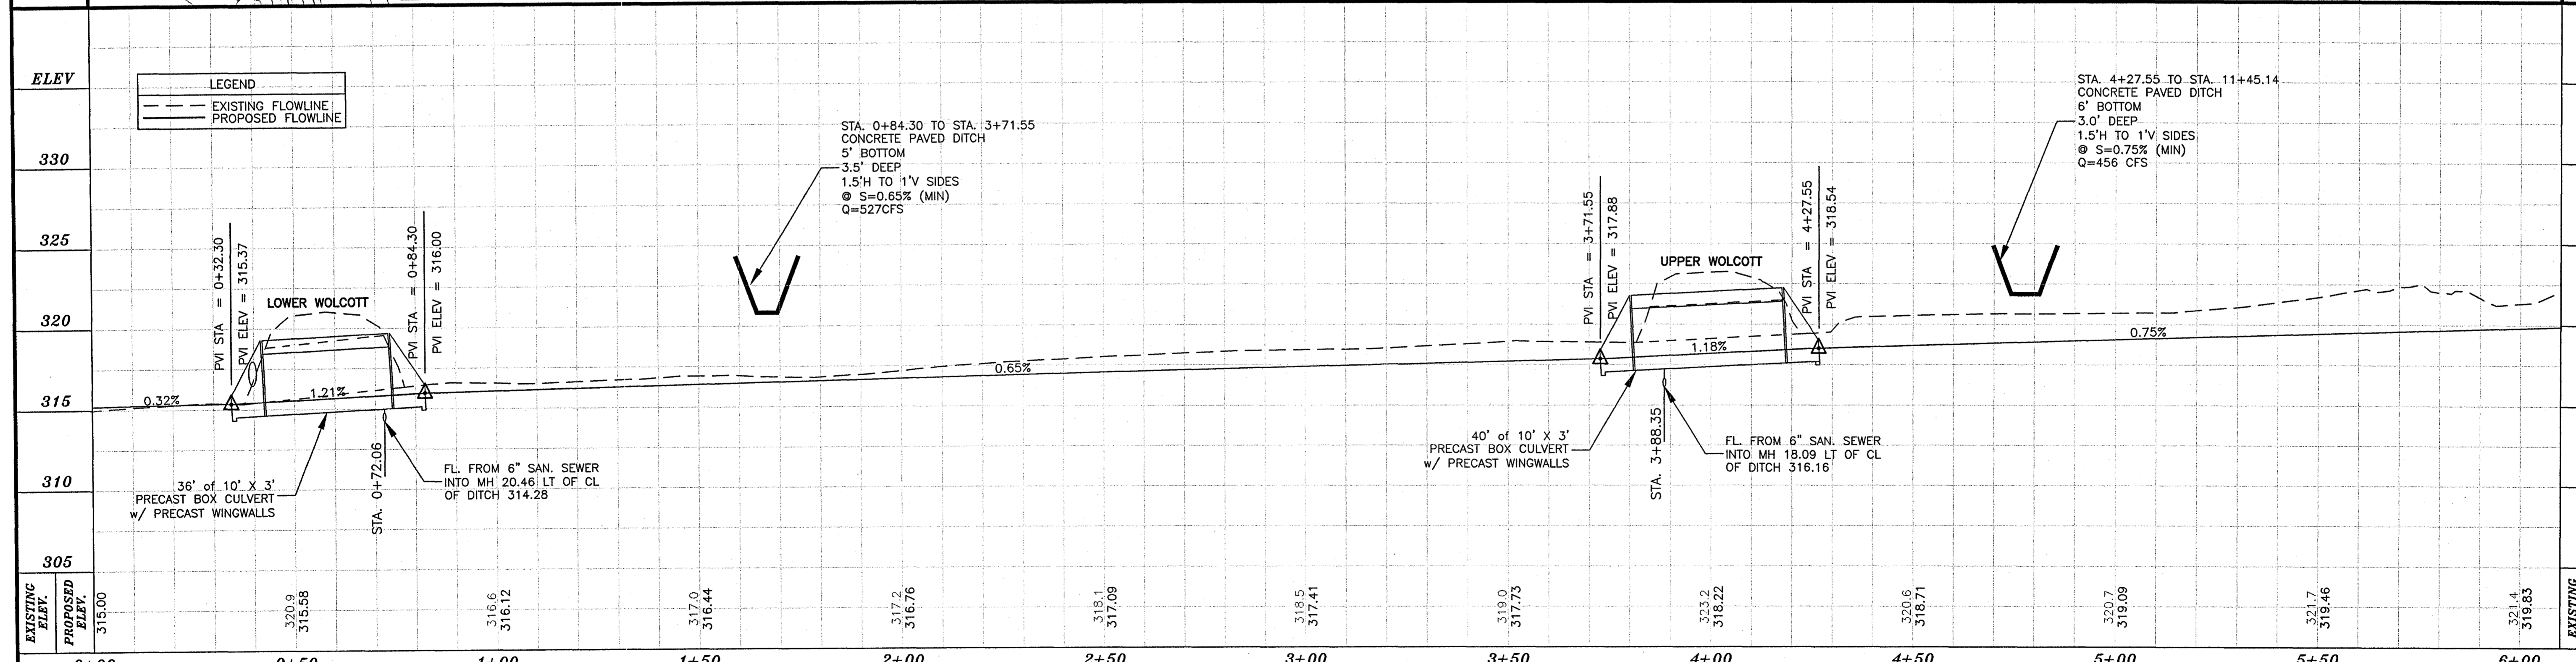 ELEV
330
325
320
315
310
305
EXISTING
ELEV.
PROPOSED
ELEV.
LEGEND
EXISTING FLOWLINE
PROPOSED FLOWLINE
PVI STA = 0+32.30
PVI ELEV = 315.37
LOWER WOLCOTT
PVI STA = 0+84.30
PVI ELEV = 316.00
0.32%
1.21%
36' of 10' X 3'
PRECAST BOX CULVERT
w/ PRECAST WINGWALLS
STA. 0+72.06
FL. FROM 6" SAN. SEWER
INTO MH 20.46 LT OF CL
OF DITCH 314.28
STA. 0+84.30 TO STA. 3+71.55
CONCRETE PAVED DITCH
5' BOTTOM
3.5' DEEP
1.5'H TO 1'V SIDES
@ S=0.65% (MIN)
Q=527CFS
0.65%
PVI STA = 3+71.55
PVI ELEV = 317.88
UPPER WOLCOTT
PVI STA = 4+27.55
PVI ELEV = 318.54
1.18%
40' of 10' X 3'
PRECAST BOX CULVERT
w/ PRECAST WINGWALLS
STA. 3+88.35
FL. FROM 6" SAN. SEWER
INTO MH 18.09 LT OF CL
OF DITCH 316.16
STA. 4+27.55 TO STA. 11+45.14
CONCRETE PAVED DITCH
6' BOTTOM
3.0' DEEP
1.5'H TO 1'V SIDES
@ S=0.75% (MIN)
Q=456 CFS
0.75%
315.00
320.9
315.58
316.6
316.12
317.0
316.44
317.2
316.76
318.1
317.09
318.5
317.41
319.0
317.73
323.2
318.22
320.6
318.71
320.7
319.09
321.7
319.46
321.4
319.83
EXISTING
0+00
0+50
1+00
1+50
2+00
2+50
3+00
3+50
4+00
4+50
5+00
5+50
6+00